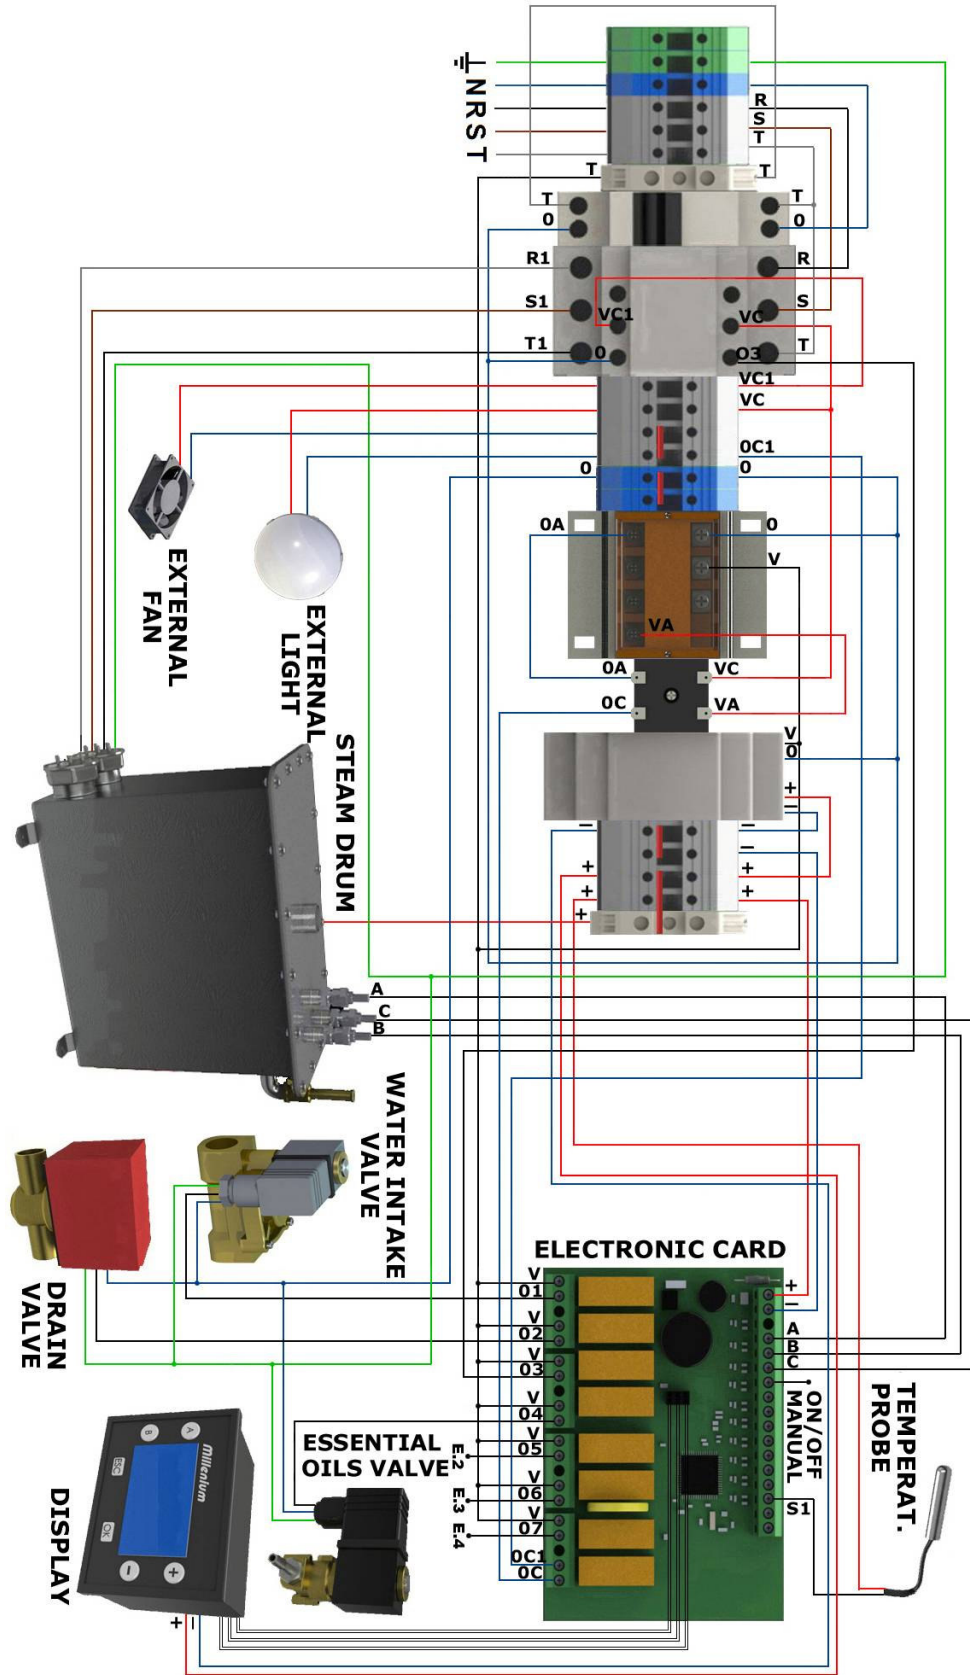 N
R
S
T
R
S
T
T
T
T
T
0
0
R1
R
S1
VC1
VC
S
T1
0
O3
T
VC1
VC
0C1
0
0
0A
0
V
VA
0A
VC
0C
VA
V
0
+
−
−
−
+
+
+
+
+
EXTERNAL
FAN
EXTERNAL
LIGHT
STEAM DRUM
A
C
B
WATER INTAKE
VALVE
DRAIN
VALVE
ELECTRONIC CARD
V
01
V
02
V
03
V
04
V
05
V
06
V
07
0C1
0C
+
−
A
B
C
ON/OFF
MANUAL
S1
TEMPERAT.
PROBE
ESSENTIAL
OILS VALVE
E.2
E.3
E.4
Millenium
A
B
ESC
OK
+
−
DISPLAY
+
−